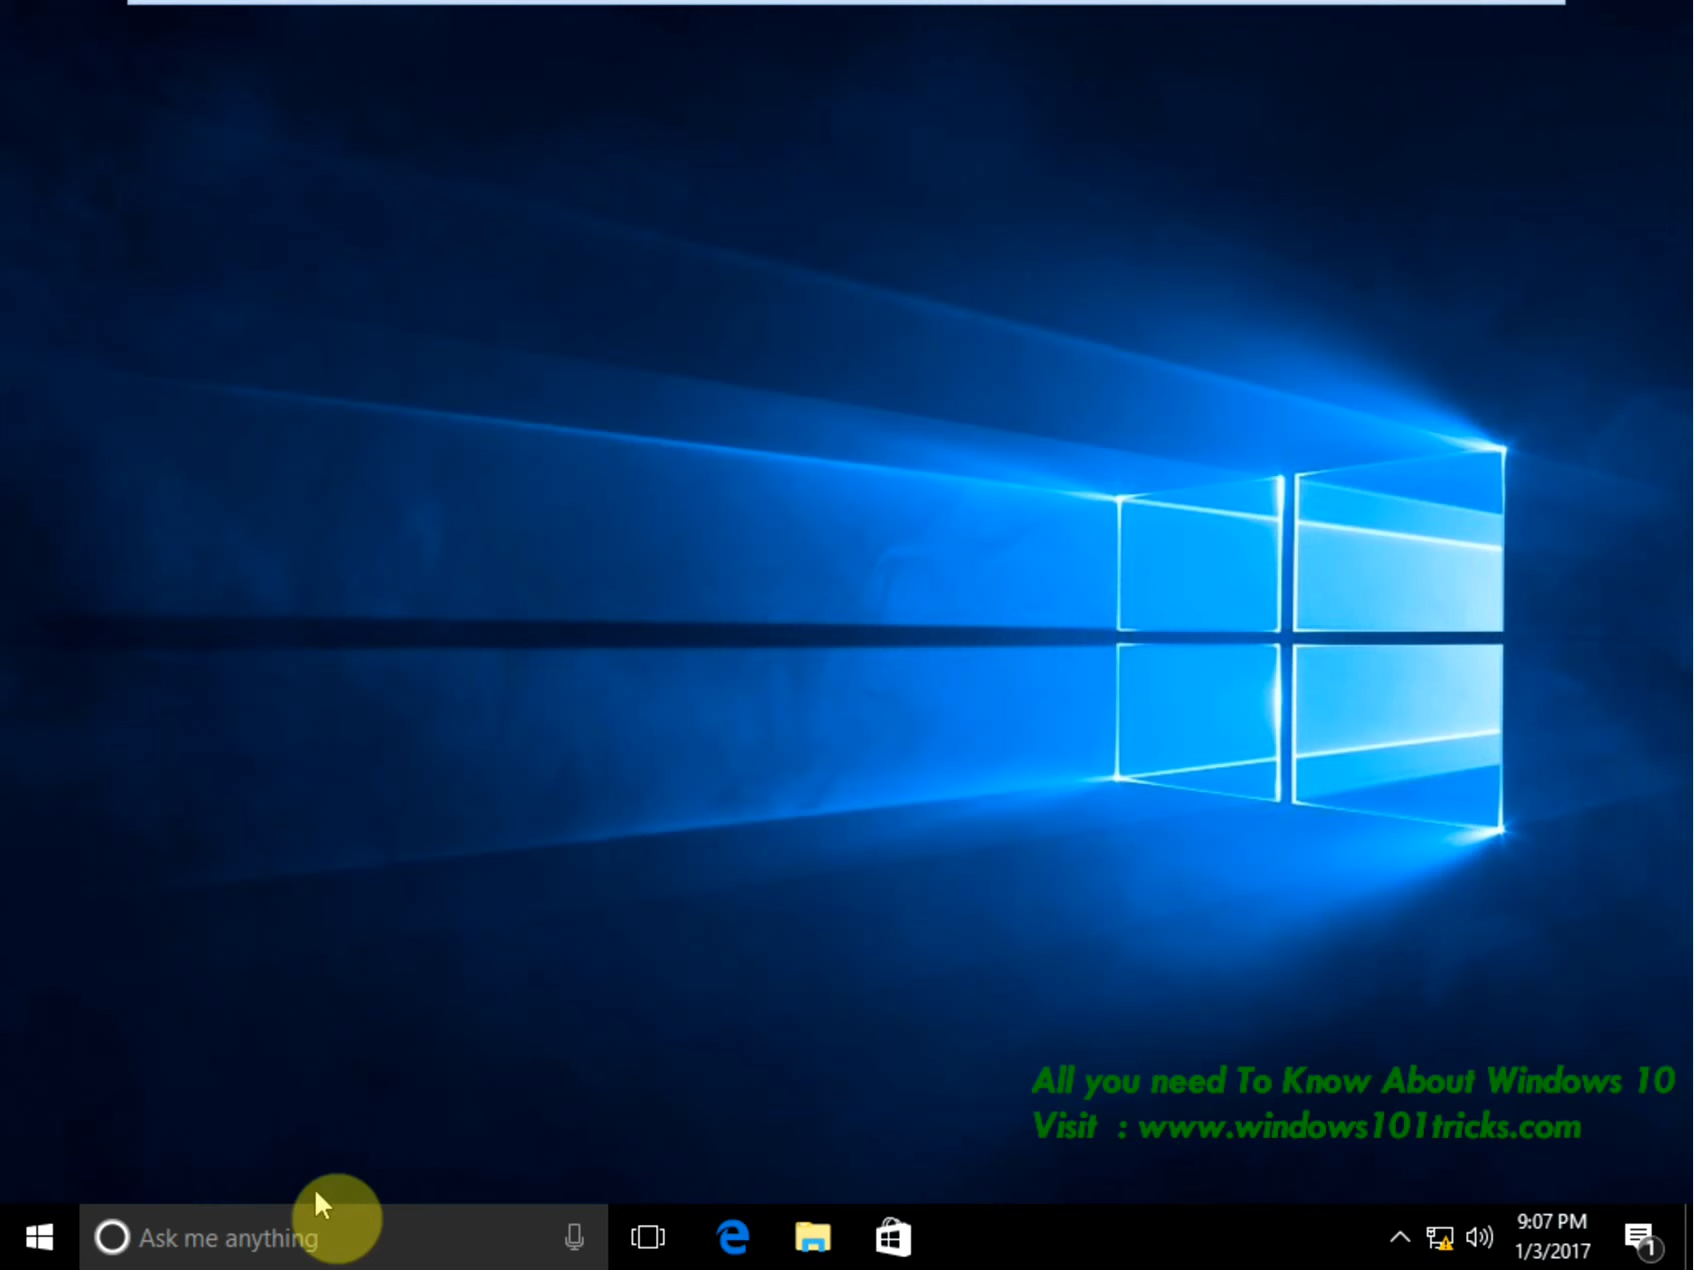 All you need To Know About Windows 10
Visit : www.windows101tricks.com
Ask me anything
9:07 PM
1/3/2017
1